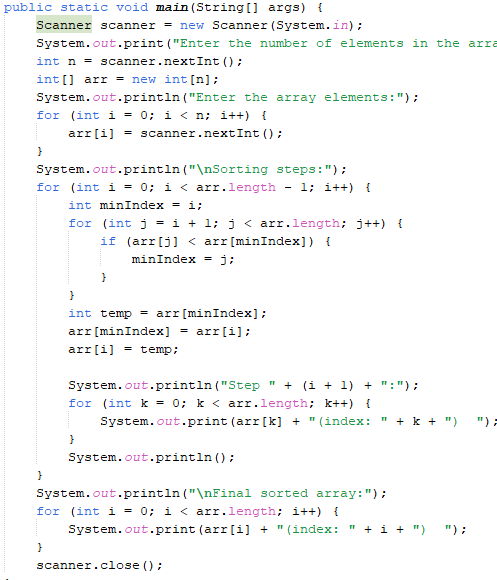 public static void main(String[] args) {
Scanner scanner = new Scanner(System.in);
System.out.print("Enter the number of elements in the arra
int n = scanner.nextInt();
int[] arr = new int[n];
System.out.println("Enter the array elements:");
for (int i = 0; i < n; i++) {
arr[i] = scanner.nextInt();
}
System.out.println("\nSorting steps:");
for (int i = 0; i < arr.length - 1; i++) {
int minIndex = i;
for (int j = i + 1; j < arr.length; j++) {
if (arr[j] < arr[minIndex]) {
minIndex = j;
}
}
int temp = arr[minIndex];
arr[minIndex] = arr[i];
arr[i] = temp;
System.out.println("Step " + (i + 1) + ":");
for (int k = 0; k < arr.length; k++) {
System.out.print(arr[k] + "(index: " + k + ")  ");
}
System.out.println();
}
System.out.println("\nFinal sorted array:");
for (int i = 0; i < arr.length; i++) {
System.out.print(arr[i] + "(index: " + i + ")  ");
}
scanner.close();